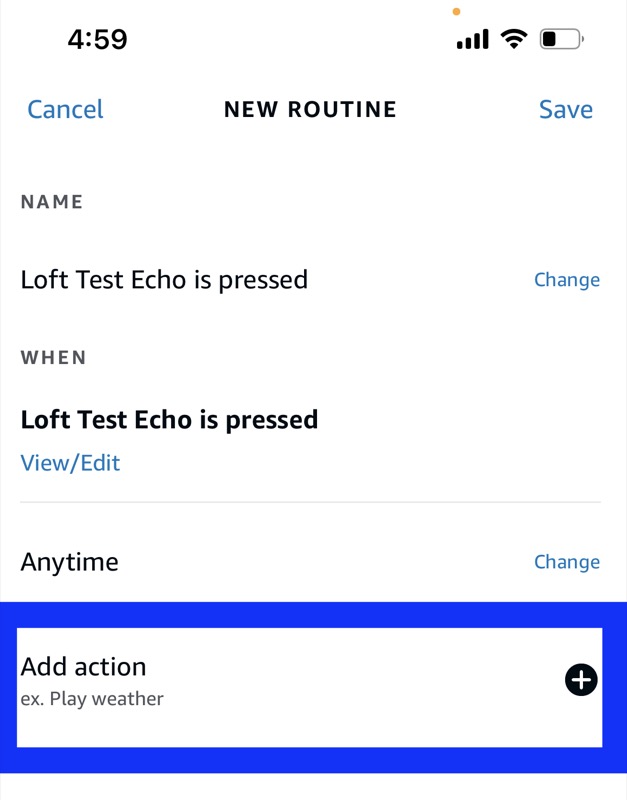 4:59
Cancel NEW ROUTINE Save
NAME
Loft Test Echo is pressed Change
WHEN
Loft Test Echo is pressed
View/Edit
Anytime Change
Add action
ex. Play weather